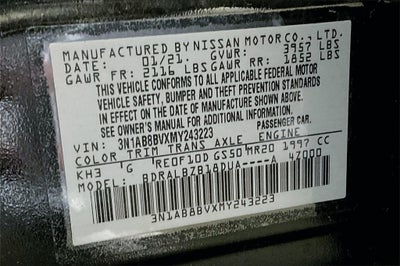 MANUFACTURED BY NISSAN MOTOR CO., LTD.
DATE: 01/21. GVWR: 3957 LBS
GAWR FR: 2116 LBS GAWR RR: 1852 LBS
THIS VEHICLE CONFORMS TO ALL APPLICABLE FEDERAL MOTOR
VEHICLE SAFETY, BUMPER AND THEFT PREVENTION STANDARDS
IN EFFECT ON THE DATE OF MANUFACTURE SHOWN ABOVE.
SEE OWNER'S MANUAL FOR ADDITIONAL INFORMATION.
VIN: 3N1AB8BVXMY243223 PASSENGER CAR.
COLOR TRIM TRANS AXLE ENGINE
KH3 G RE0F10D GS50 MR20 1997 CC
MODEL: BDRALBZB18DUA----A 47000
3N1AB8BVXMY243223